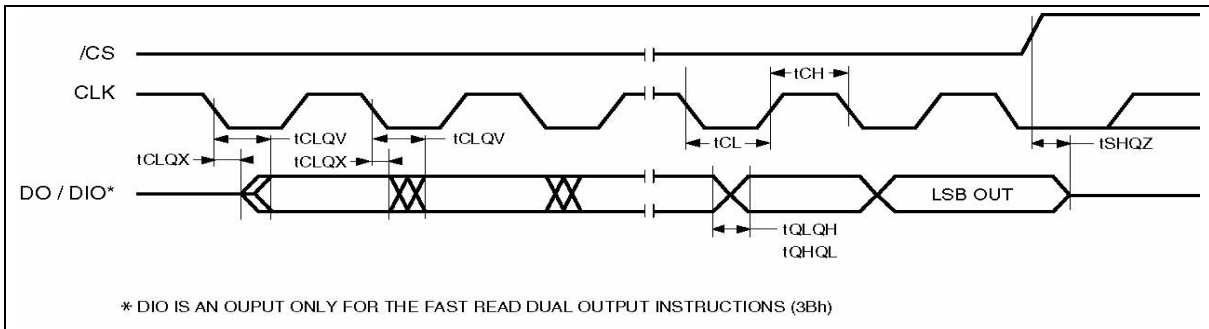 /CS
CLK
tCH
tCLQV
tCLQV
tCL
tSHQZ
tCLQX
tCLQX
DO / DIO*
LSB OUT
tQLQH
tQHQL
* DIO IS AN OUPUT ONLY FOR THE FAST READ DUAL OUTPUT INSTRUCTIONS (3Bh)